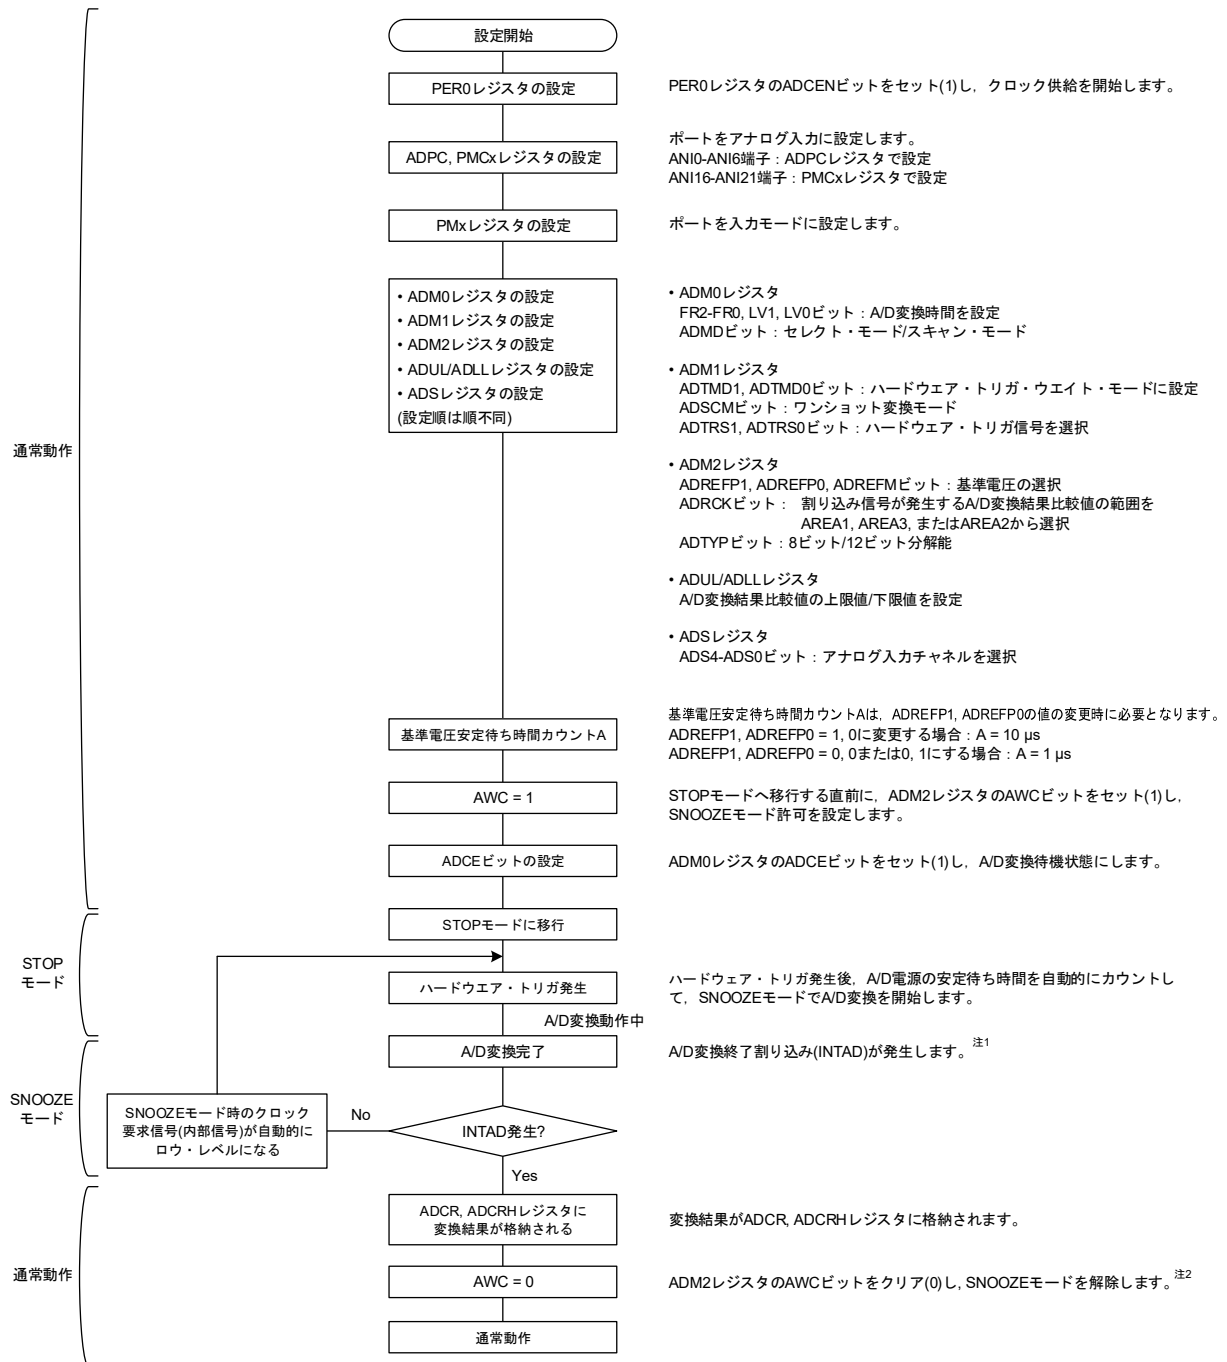 設定開始
PER0レジスタの設定
PER0レジスタのADCENビットをセット(1)し，クロック供給を開始します。
ADPC, PMCxレジスタの設定
ポートをアナログ入力に設定します。
ANI0-ANI6端子：ADPCレジスタで設定
ANI16-ANI21端子：PMCxレジスタで設定
PMxレジスタの設定
ポートを入力モードに設定します。
• ADM0レジスタの設定
• ADM1レジスタの設定
• ADM2レジスタの設定
• ADUL/ADLLレジスタの設定
• ADSレジスタの設定
(設定順は順不同)
• ADM0レジスタ
FR2-FR0, LV1, LV0ビット：A/D変換時間を設定
ADMDビット：セレクト・モード/スキャン・モード
• ADM1レジスタ
ADTMD1, ADTMD0ビット：ハードウエア・トリガ・ウエイト・モードに設定
ADSCMビット：ワンショット変換モード
ADTRS1, ADTRS0ビット：ハードウエア・トリガ信号を選択
• ADM2レジスタ
ADREFP1, ADREFP0, ADREFMビット：基準電圧の選択
ADRCKビット： 割り込み信号が発生するA/D変換結果比較値の範囲を
AREA1, AREA3, またはAREA2から選択
ADTYPビット：8ビット/12ビット分解能
• ADUL/ADLLレジスタ
A/D変換結果比較値の上限値/下限値を設定
• ADSレジスタ
ADS4-ADS0ビット：アナログ入力チャネルを選択
通常動作
基準電圧安定待ち時間カウントA
基準電圧安定待ち時間カウントAは，ADREFP1, ADREFP0の値の変更時に必要となります。
ADREFP1, ADREFP0 = 1, 0に変更する場合：A = 10 µs
ADREFP1, ADREFP0 = 0, 0または0, 1にする場合：A = 1 µs
AWC = 1
STOPモードへ移行する直前に，ADM2レジスタのAWCビットをセット(1)し，
SNOOZEモード許可を設定します。
ADCEビットの設定
ADM0レジスタのADCEビットをセット(1)し，A/D変換待機状態にします。
STOPモードに移行
STOP
モード
ハードウエア・トリガ発生
ハードウェア・トリガ発生後，A/D電源の安定待ち時間を自動的にカウントし
て，SNOOZEモードでA/D変換を開始します。
A/D変換動作中
A/D変換完了
A/D変換終了割り込み(INTAD)が発生します。注1
SNOOZE
モード
SNOOZEモード時のクロック
要求信号(内部信号)が自動的に
ロウ・レベルになる
No
INTAD発生?
Yes
ADCR, ADCRHレジスタに
変換結果が格納される
変換結果がADCR, ADCRHレジスタに格納されます。
通常動作
AWC = 0
ADM2レジスタのAWCビットをクリア(0)し, SNOOZEモードを解除します。注2
通常動作